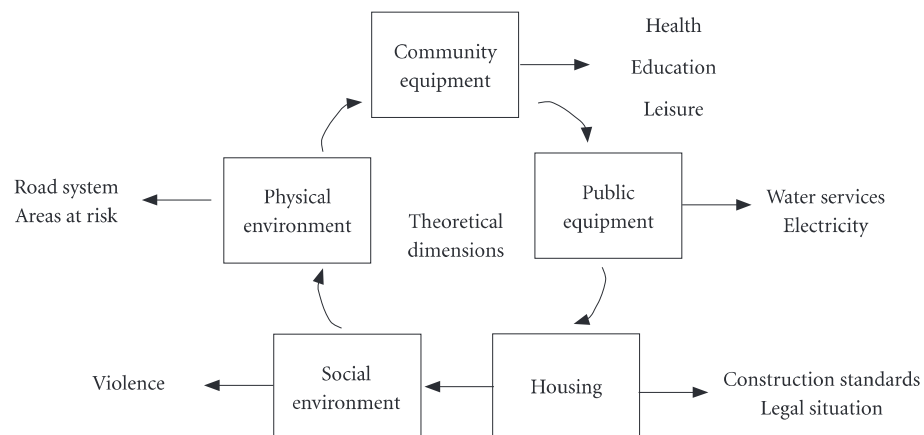 Community
equipment
Health
Education
Leisure
Physical
environment
Road system
Areas at risk
Theoretical
dimensions
Public
equipment
Water services
Electricity
Social
environment
Violence
Housing
Construction standards
Legal situation